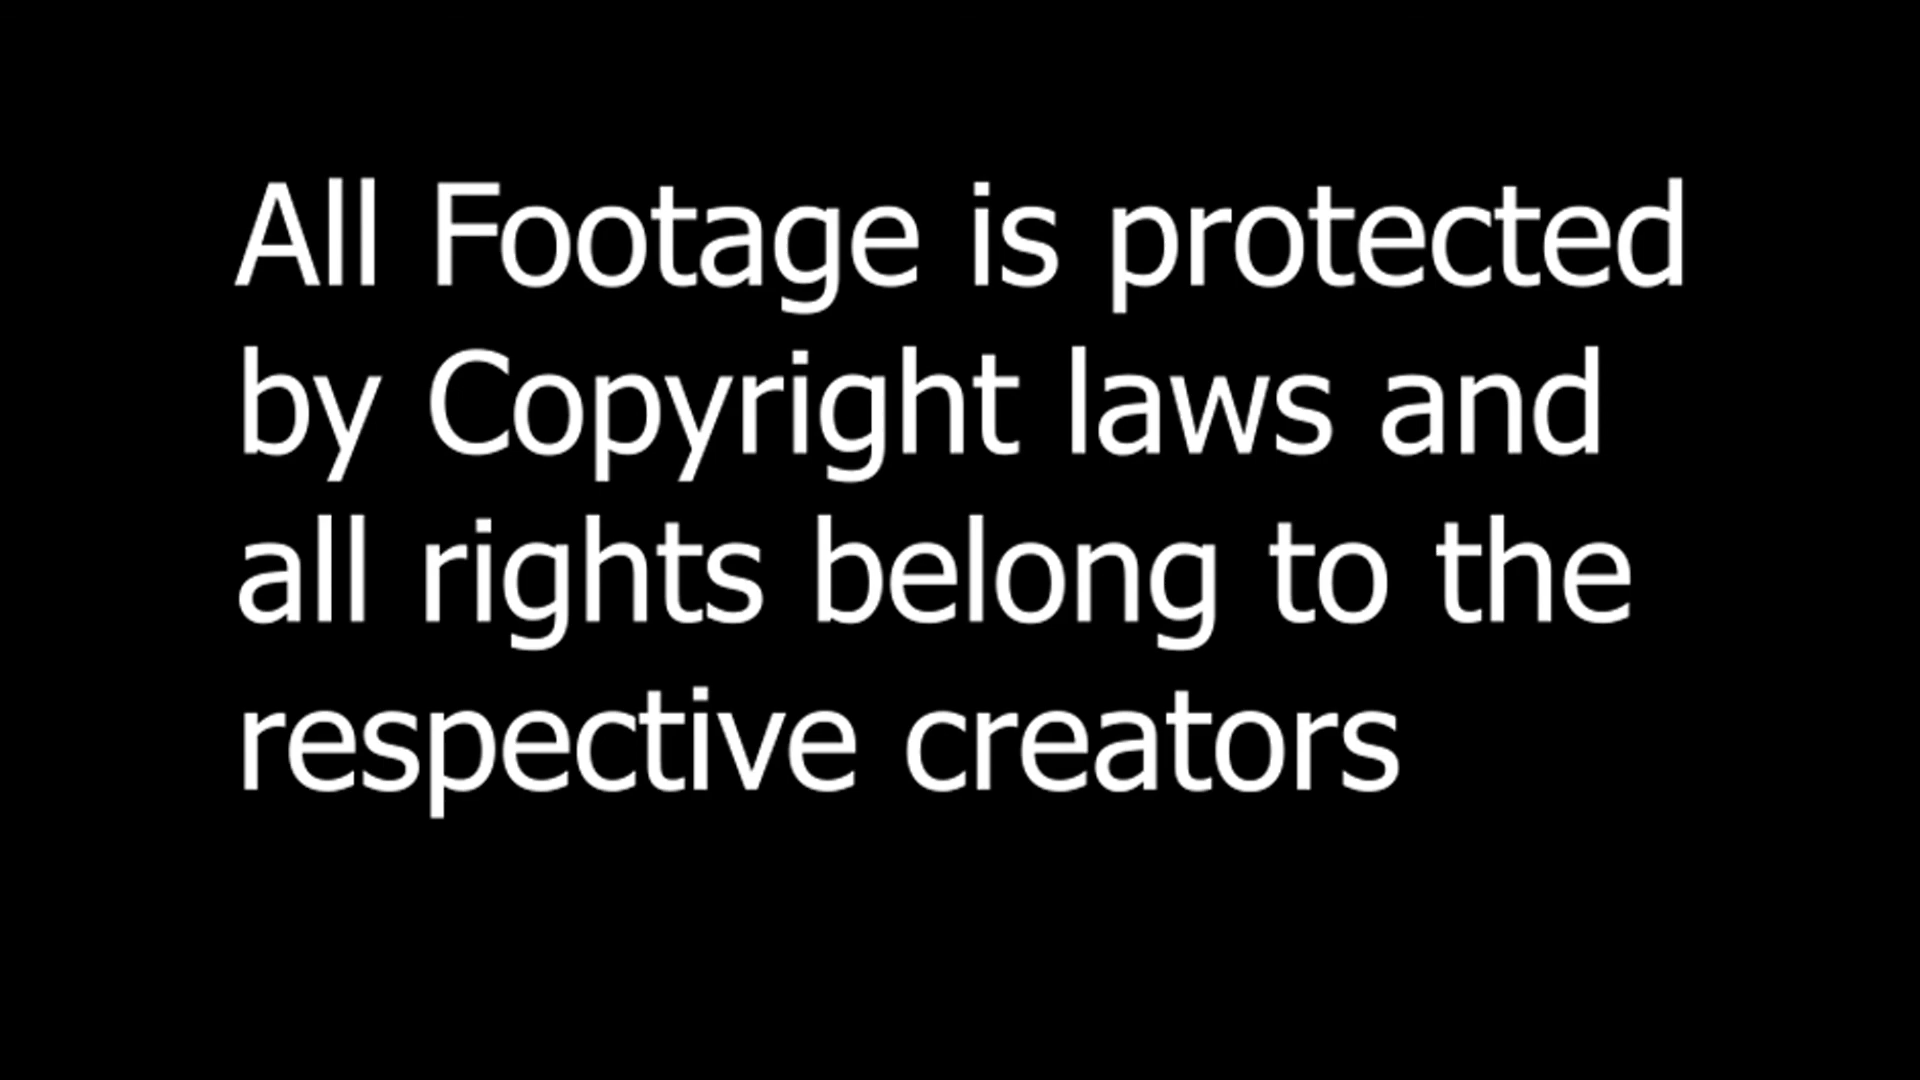 All Footage is protected
by Copyright laws and
all rights belong to the
respective creators